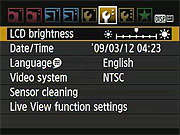 DISP.
LCD brightness
Date/Time '09/03/12 04:23
Language English
Video system NTSC
Sensor cleaning
Live View function settings